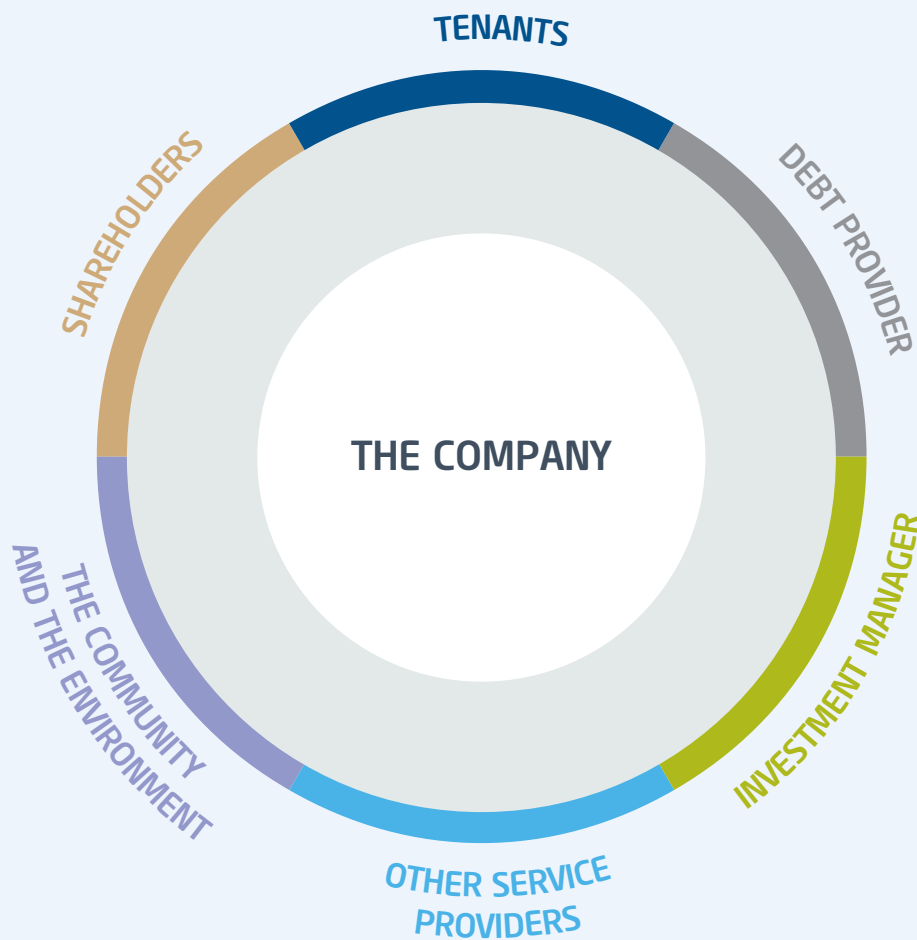 TENANTS
DEBT PROVIDER
INVESTMENT MANAGER
OTHER SERVICE
PROVIDERS
THE COMMUNITY
AND THE ENVIRONMENT
SHAREHOLDERS
THE COMPANY